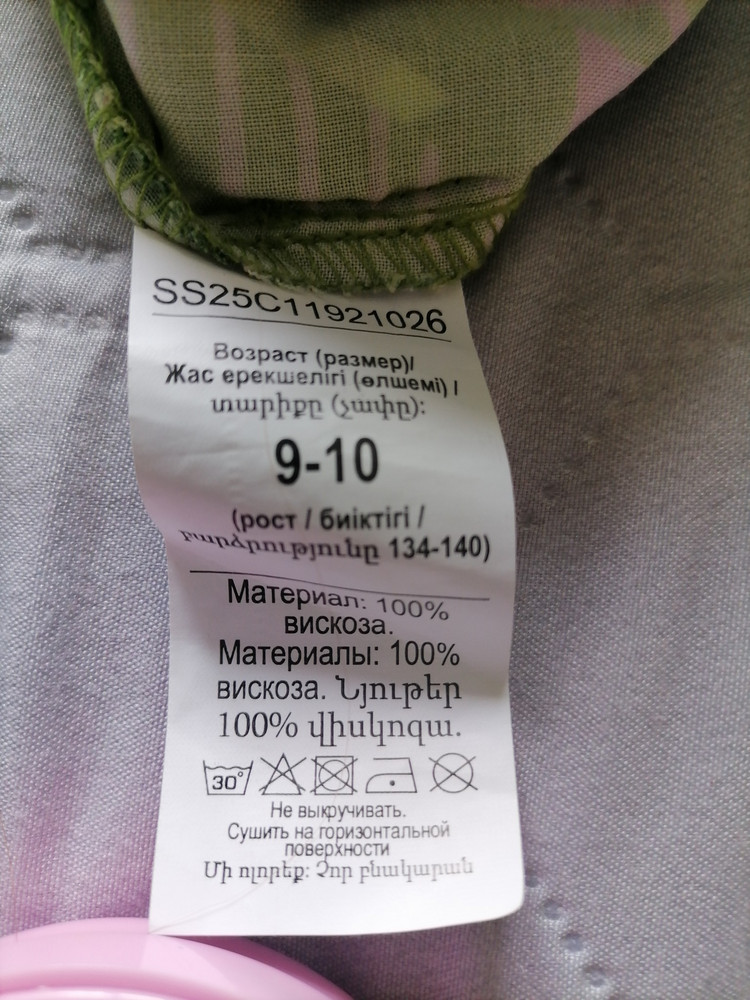 SS25C11921026
Возраст (размер)/
Жас ерекшелігі (өлшемі) /
տարիքը (չափը):
9-10
(рост / биіктігі /
բարձրությունը 134-140)
Материал: 100%
вискоза.
Материалы: 100%
вискоза. Նյութեր
100% վիսկոզա.
30°
Не выкручивать.
Сушить на горизонтальной
поверхности
Մի ոլորեք: Չոր բնակարան